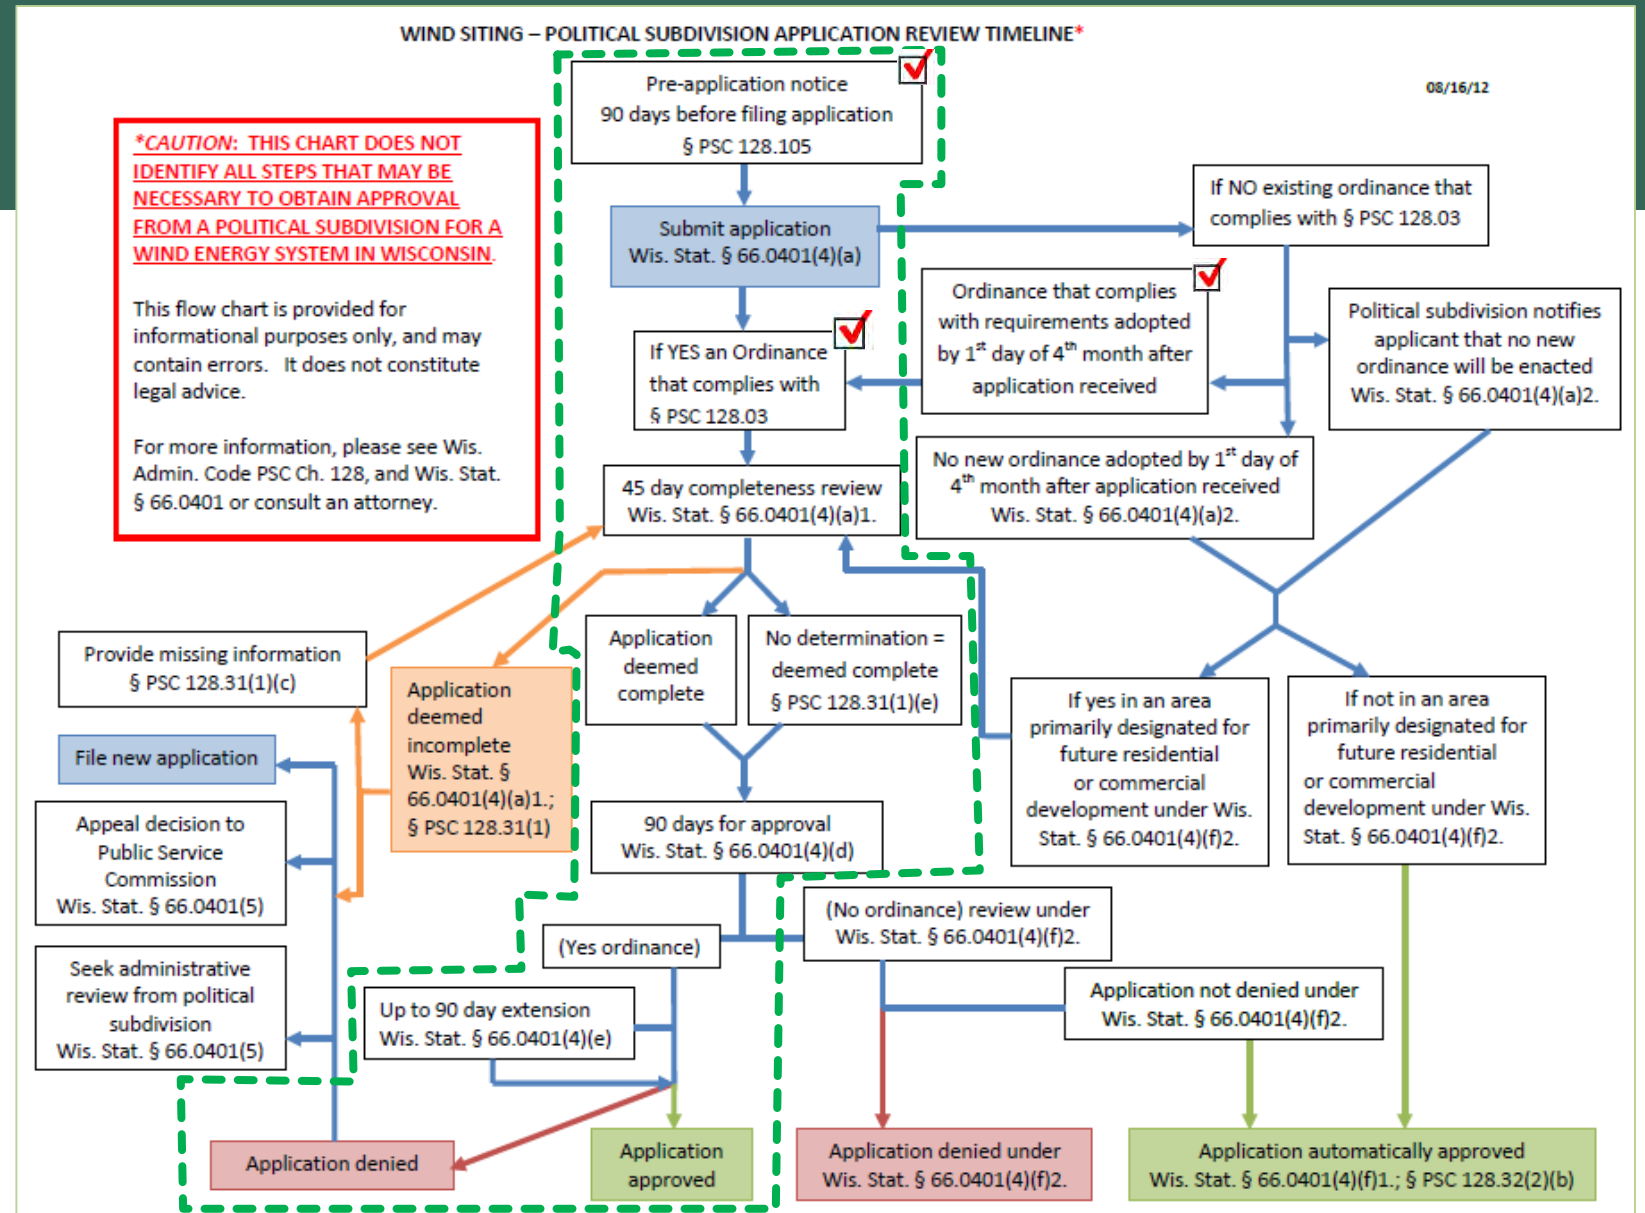 WIND SITING – POLITICAL SUBDIVISION APPLICATION REVIEW TIMELINE*
08/16/12
*CAUTION: THIS CHART DOES NOT
IDENTIFY ALL STEPS THAT MAY BE
NECESSARY TO OBTAIN APPROVAL
FROM A POLITICAL SUBDIVISION FOR A
WIND ENERGY SYSTEM IN WISCONSIN.
This flow chart is provided for
informational purposes only, and may
contain errors.   It does not constitute
legal advice.
For more information, please see Wis.
Admin. Code PSC Ch. 128, and Wis. Stat.
§ 66.0401 or consult an attorney.
Pre-application notice
90 days before filing application
§ PSC 128.105
Submit application
Wis. Stat. § 66.0401(4)(a)
If NO existing ordinance that
complies with § PSC 128.03
Ordinance that complies
with requirements adopted
by 1st day of 4th month after
application received
Political subdivision notifies
applicant that no new
ordinance will be enacted
Wis. Stat. § 66.0401(4)(a)2.
If YES an Ordinance
that complies with
§ PSC 128.03
No new ordinance adopted by 1st day of
4th month after application received
Wis. Stat. § 66.0401(4)(a)2.
45 day completeness review
Wis. Stat. § 66.0401(4)(a)1.
Application
deemed
complete
No determination =
deemed complete
§ PSC 128.31(1)(e)
Provide missing information
§ PSC 128.31(1)(c)
Application
deemed
incomplete
Wis. Stat. §
66.0401(4)(a)1.;
§ PSC 128.31(1)
If yes in an area
primarily designated for
future residential
or commercial
development under Wis.
Stat. § 66.0401(4)(f)2.
If not in an area
primarily designated for
future residential
or commercial
development under Wis.
Stat. § 66.0401(4)(f)2.
File new application
Appeal decision to
Public Service
Commission
Wis. Stat. § 66.0401(5)
90 days for approval
Wis. Stat. § 66.0401(4)(d)
(No ordinance) review under
Wis. Stat. § 66.0401(4)(f)2.
(Yes ordinance)
Seek administrative
review from political
subdivision
Wis. Stat. § 66.0401(5)
Up to 90 day extension
Wis. Stat. § 66.0401(4)(e)
Application not denied under
Wis. Stat. § 66.0401(4)(f)2.
Application denied
Application
approved
Application denied under
Wis. Stat. § 66.0401(4)(f)2.
Application automatically approved
Wis. Stat. § 66.0401(4)(f)1.; § PSC 128.32(2)(b)